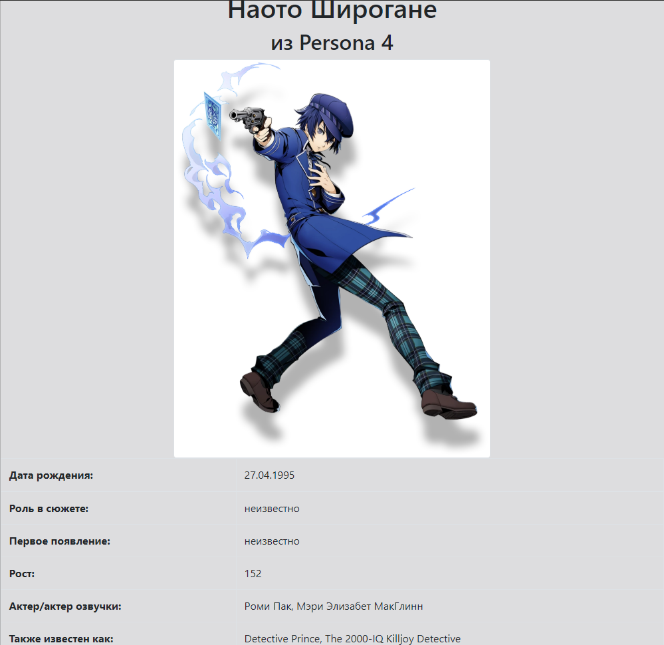 Наото Широгане
из Persona 4
Дата рождения: 27.04.1995
Роль в сюжете: неизвестно
Первое появление: неизвестно
Рост: 152
Актер/актер озвучки: Роми Пак, Мэри Элизабет МакГлинн
Также известен как: Detective Prince, The 2000-IQ Killjoy Detective